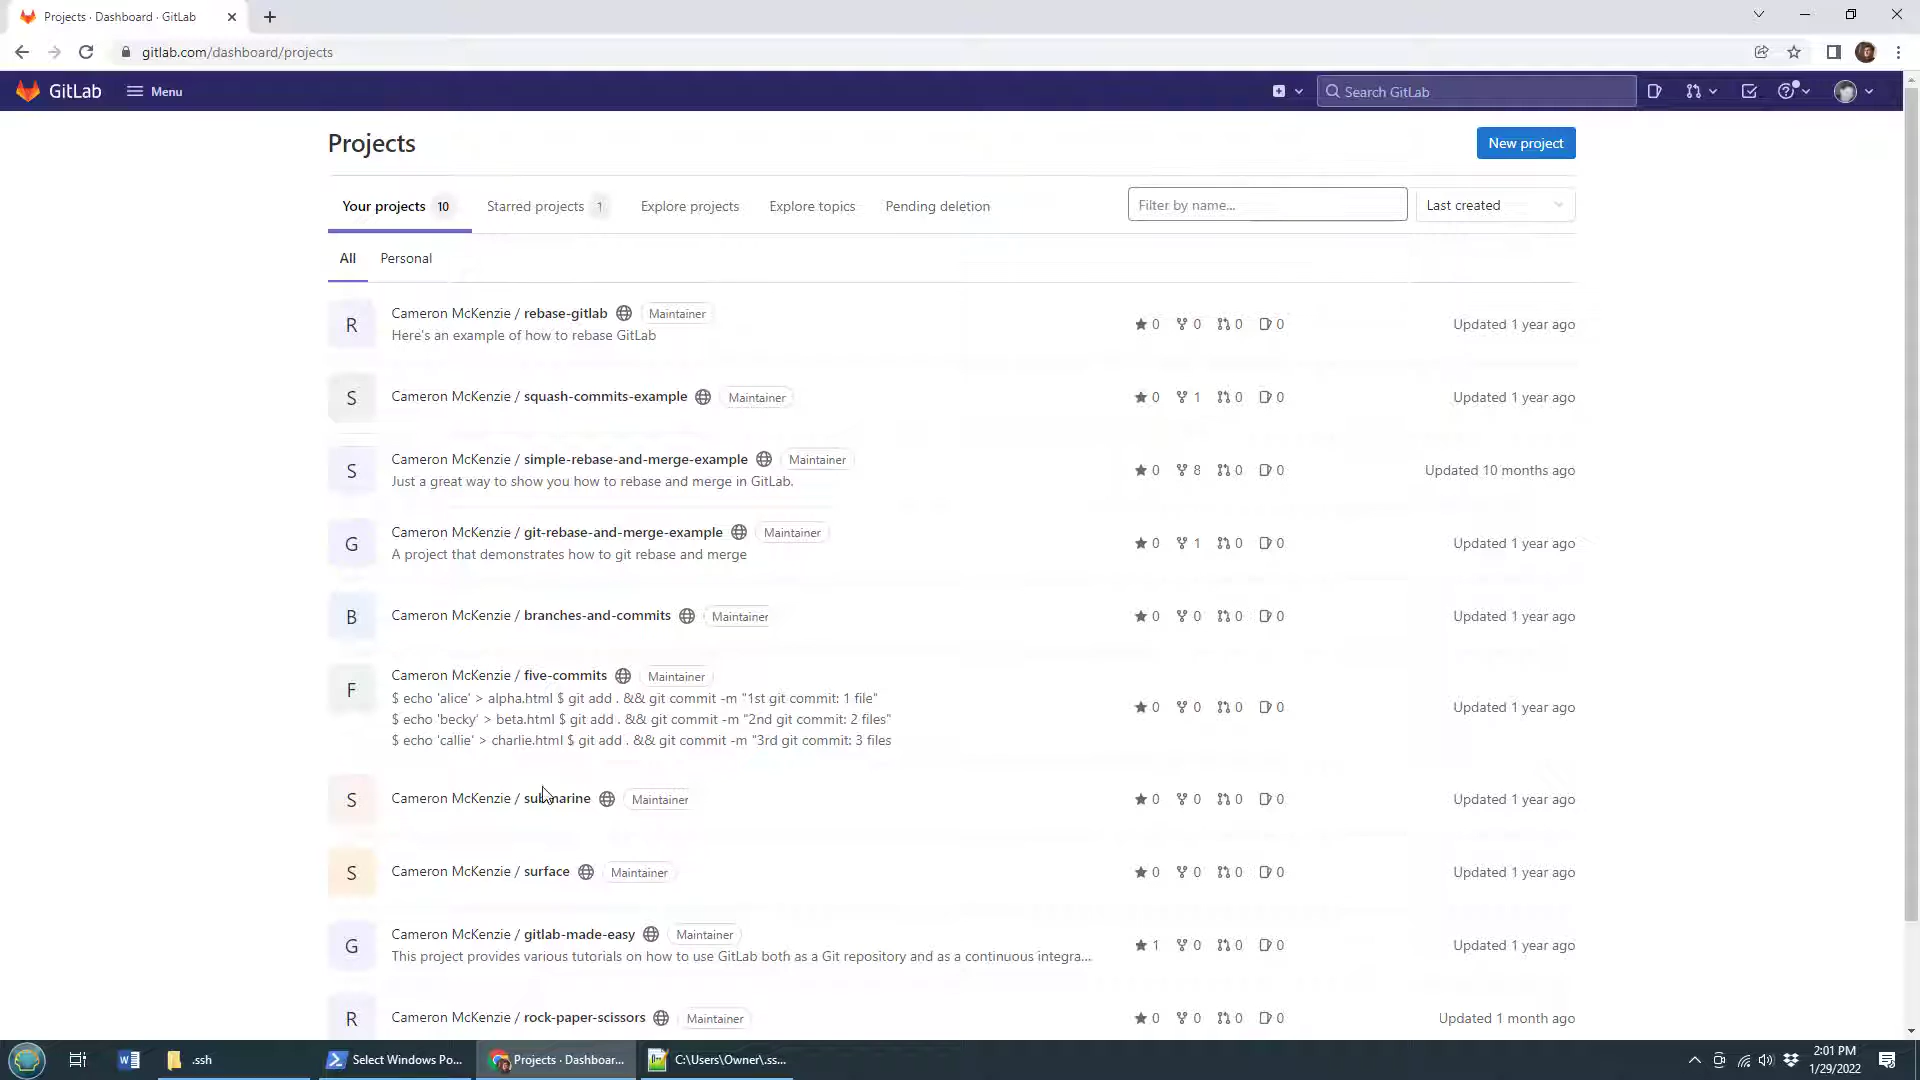 Projects · Dashboard · GitLab
gitlab.com/dashboard/projects
GitLab Menu Search GitLab
Projects New project
Your projects 10 Starred projects 1 Explore projects Explore topics Pending deletion Filter by name... Last created
All Personal
R Cameron McKenzie / rebase-gitlab Maintainer 0 0 0 0 Updated 1 year ago
Here's an example of how to rebase GitLab
S Cameron McKenzie / squash-commits-example Maintainer 0 1 0 0 Updated 1 year ago
S Cameron McKenzie / simple-rebase-and-merge-example Maintainer 0 8 0 0 Updated 10 months ago
Just a great way to show you how to rebase and merge in GitLab.
G Cameron McKenzie / git-rebase-and-merge-example Maintainer 0 1 0 0 Updated 1 year ago
A project that demonstrates how to git rebase and merge
B Cameron McKenzie / branches-and-commits Maintainer 0 0 0 0 Updated 1 year ago
F Cameron McKenzie / five-commits Maintainer 0 0 0 0 Updated 1 year ago
$ echo 'alice' > alpha.html $ git add . && git commit -m "1st git commit: 1 file"
$ echo 'becky' > beta.html $ git add . && git commit -m "2nd git commit: 2 files"
$ echo 'callie' > charlie.html $ git add . && git commit -m "3rd git commit: 3 files
S Cameron McKenzie / submarine Maintainer 0 0 0 0 Updated 1 year ago
S Cameron McKenzie / surface Maintainer 0 0 0 0 Updated 1 year ago
G Cameron McKenzie / gitlab-made-easy Maintainer 1 0 0 0 Updated 1 year ago
This project provides various tutorials on how to use GitLab both as a Git repository and as a continuous integra...
R Cameron McKenzie / rock-paper-scissors Maintainer 0 0 0 0 Updated 1 month ago
.ssh Select Windows Po... Projects · Dashboar... C:\Users\Owner\.ss... 2:01 PM
1/29/2022